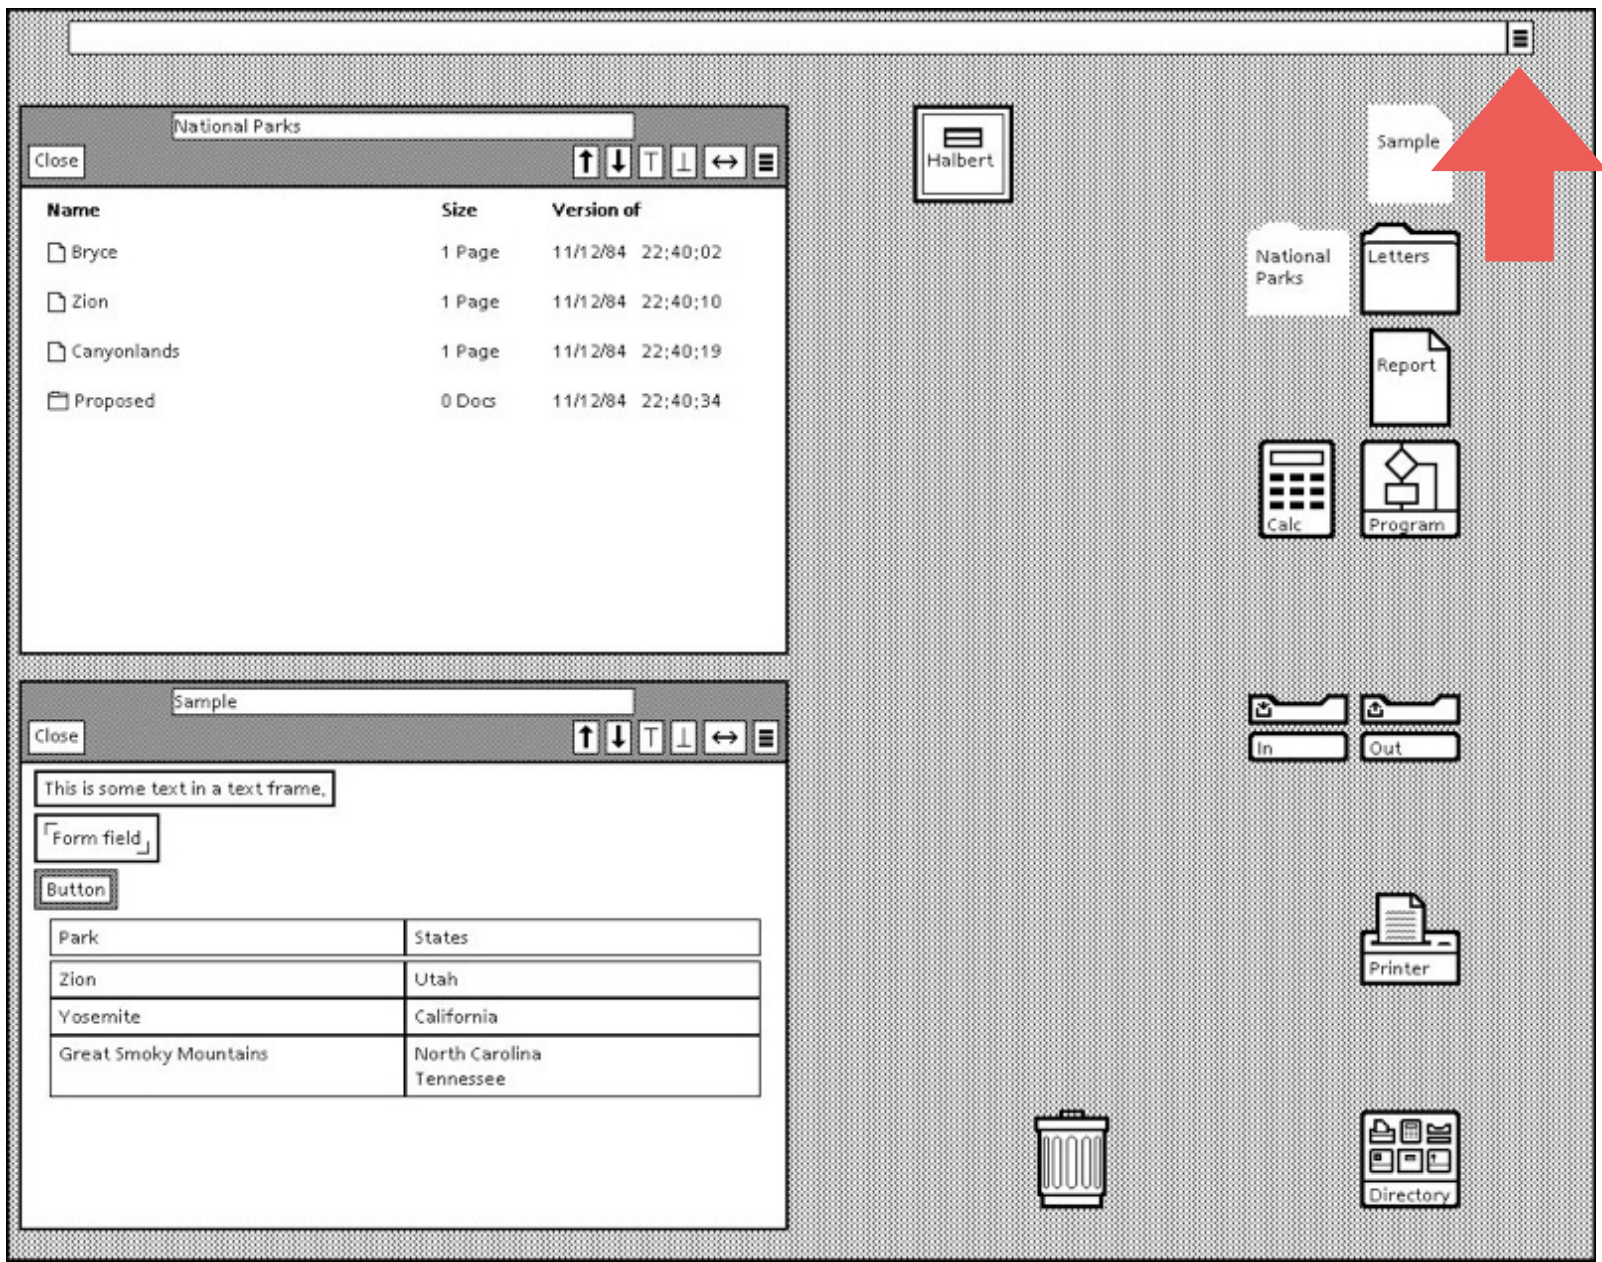 National Parks
Close
Name Size Version of
Bryce 1 Page 11/12/84 22:40:02
Zion 1 Page 11/12/84 22:40:10
Canyonlands 1 Page 11/12/84 22:40:19
Proposed 0 Docs 11/12/84 22:40:34
Sample
Close
This is some text in a text frame.
Form field
Button
Park States
Zion Utah
Yosemite California
Great Smoky Mountains North Carolina
Tennessee
Halbert
Sample
National
Parks
Letters
Report
Calc
Program
In
Out
Printer
Directory